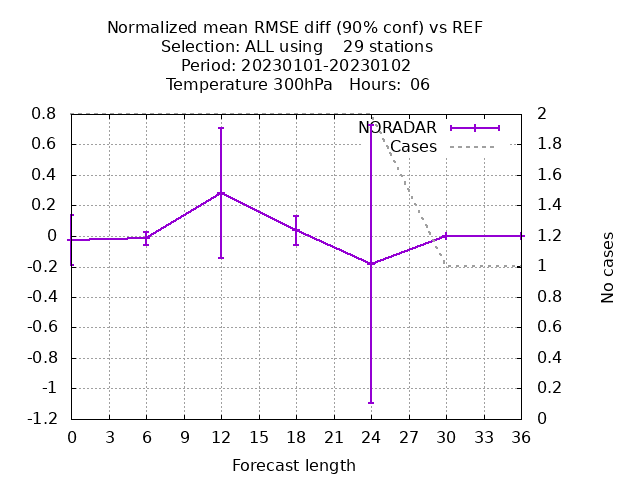 Normalized mean RMSE diff (90% conf) vs REF
Selection: ALL using    29 stations
Period: 20230101-20230102
Temperature 300hPa   Hours:  06
0.8 2
NORADAR
0.6 1.8
Cases
0.4 1.6
0.2 1.4
0 1.2
-0.2 1
-0.4 0.8
-0.6 0.6
-0.8 0.4
-1 0.2
-1.2 0
No cases
0 3 6 9 12 15 18 21 24 27 30 33 36
Forecast length